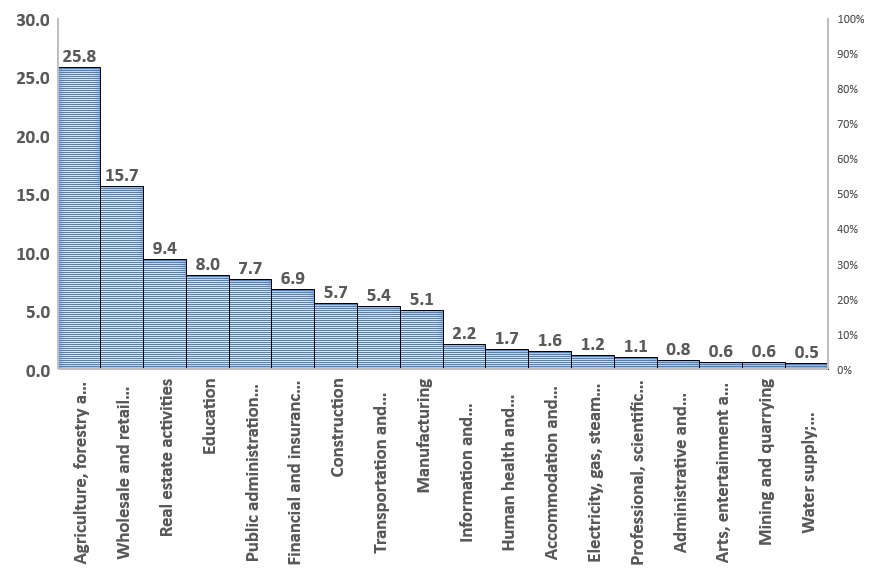 30.0
25.0
20.0
15.0
10.0
5.0
0.0
25.8
15.7
9.4
8.0
7.7
6.9
5.7
5.4
5.1
2.2
1.7
1.6
1.2
1.1
0.8
0.6
0.6
0.5
100%
90%
80%
70%
60%
50%
40%
30%
20%
10%
0%
Agriculture, forestry a...
Wholesale and retail...
Real estate activities
Education
Public administration...
Financial and insuranc...
Construction
Transportation and...
Manufacturing
Information and...
Human health and...
Accommodation and...
Electricity, gas, steam...
Professional, scientific...
Administrative and...
Arts, entertainment a...
Mining and quarrying
Water supply;...